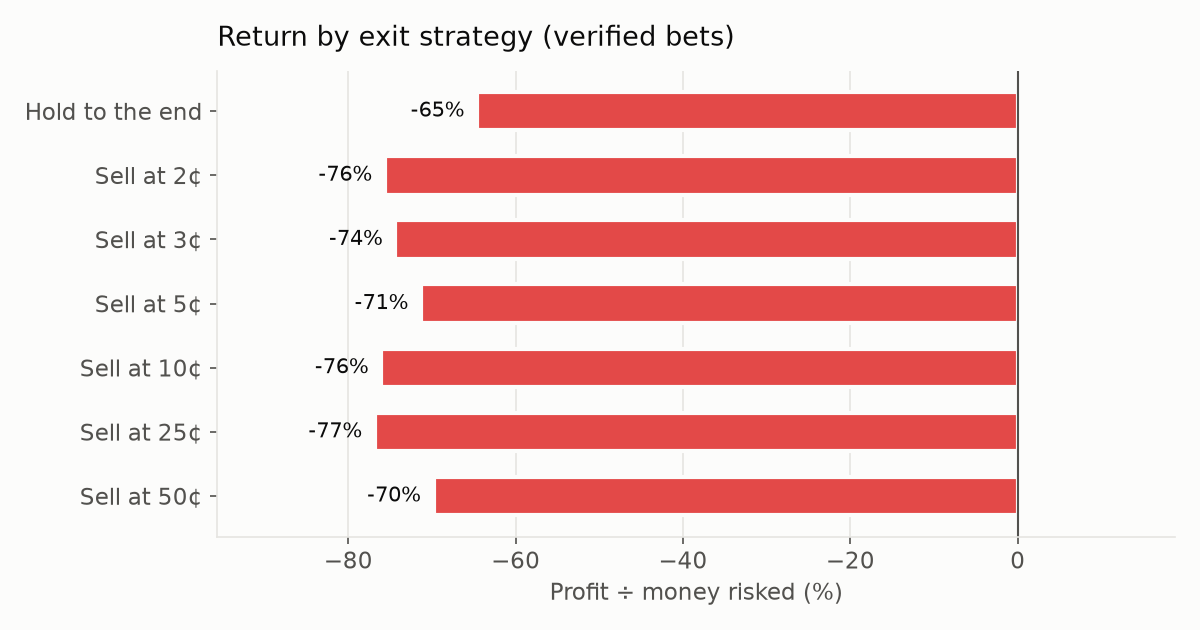 Return by exit strategy (verified bets)
Hold to the end
-65%
Sell at 2¢
-76%
Sell at 3¢
-74%
Sell at 5¢
-71%
Sell at 10¢
-76%
Sell at 25¢
-77%
Sell at 50¢
-70%
−80 −60 −40 −20 0
Profit ÷ money risked (%)